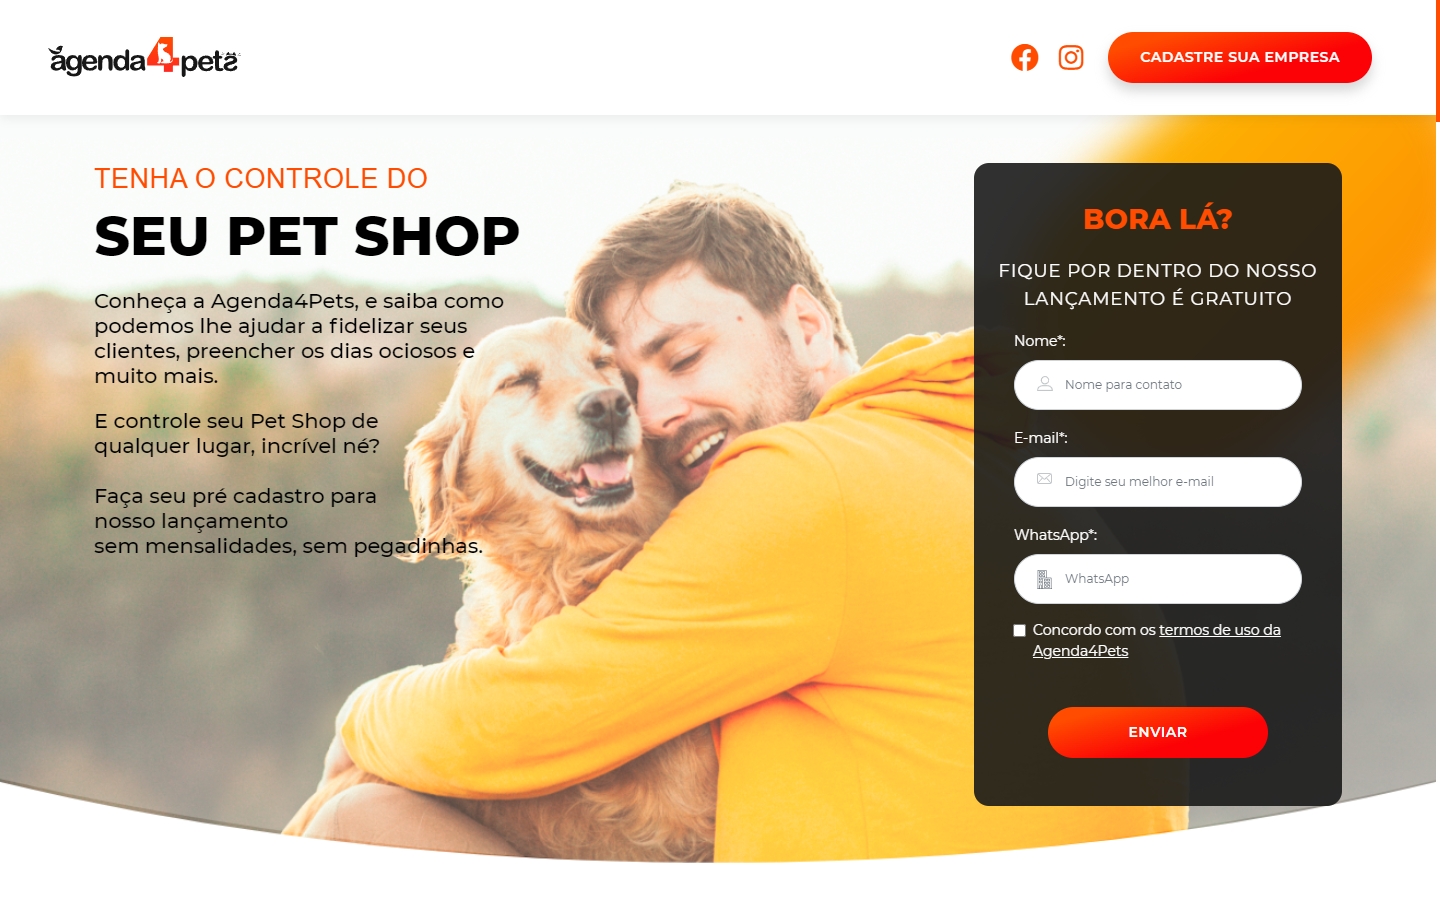 agenda4pets
CADASTRE SUA EMPRESA
TENHA O CONTROLE DO
SEU PET SHOP
Conheça a Agenda4Pets, e saiba como
podemos lhe ajudar a fidelizar seus
clientes, preencher os dias ociosos e
muito mais.
E controle seu Pet Shop de
qualquer lugar, incrível né?
Faça seu pré cadastro para
nosso lançamento
sem mensalidades, sem pegadinhas.
BORA LÁ?
FIQUE POR DENTRO DO NOSSO
LANÇAMENTO É GRATUITO
Nome*:
Nome para contato
E-mail*:
Digite seu melhor e-mail
WhatsApp*:
WhatsApp
Concordo com os termos de uso da
Agenda4Pets
ENVIAR